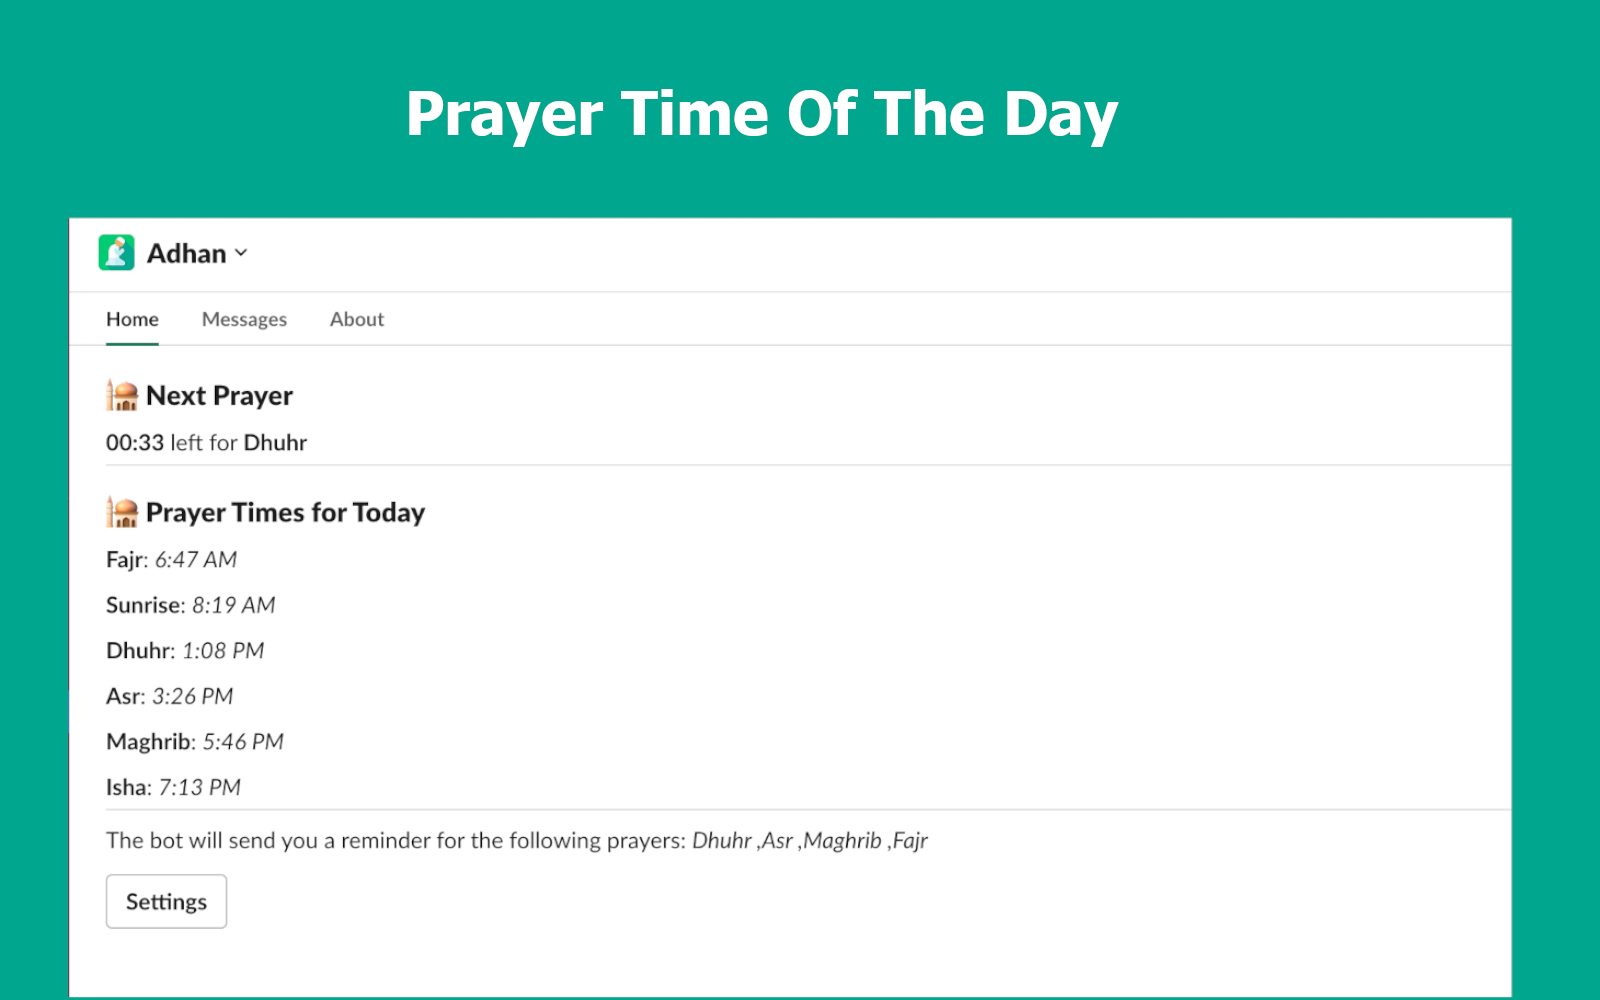 Prayer Time Of The Day
Adhan
Home Messages About
Next Prayer
00:33 left for Dhuhr
Prayer Times for Today
Fajr: 6:47 AM
Sunrise: 8:19 AM
Dhuhr: 1:08 PM
Asr: 3:26 PM
Maghrib: 5:46 PM
Isha: 7:13 PM
The bot will send you a reminder for the following prayers: Dhuhr ,Asr ,Maghrib ,Fajr
Settings